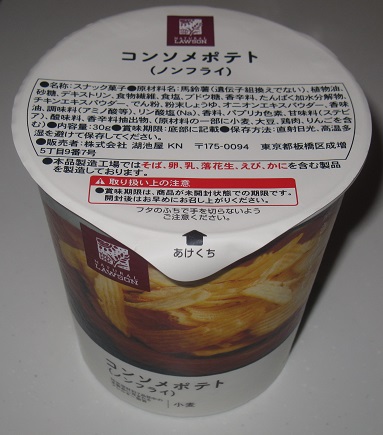 NATURAL
LAWSON
コンソメポテト
(ノンフライ)
●名称:スナック菓子●原材料名:馬鈴薯(遺伝子組換えでない)、植物油、
砂糖、デキストリン、食物繊維、食塩、ブドウ糖、香辛料、たんぱく加水分解物、
チキンエキスパウダー、でん粉、粉末しょうゆ、オニオンエキスパウダー、香味
油、調味料(アミノ酸等)、リン酸塩(Na)、香料、パプリカ色素、甘味料(ステビ
ア)、酸味料、香辛料抽出物、(原材料の一部に小麦、大豆、鶏肉、りんごを含
む)●内容量:30g●賞味期限:底部に記載●保存方法:直射日光、高温多
湿を避けて保存してください。
●販売者:株式会社 湖池屋 KN 〒175-0094 東京都板橋区成増
5丁目9番7号
●本品製造工場ではそば、卵、乳、落花生、えび、かにを含む製品
を製造しております。
取り扱い上の注意
●賞味期限は、商品が未開封状態での期限です。
開封後はお早めにお召し上がりください。
フタのふちで手を切らないよう
ご注意ください。
あけくち
NATURAL
LAWSON
コンソメポテト
(ノンフライ)
小麦